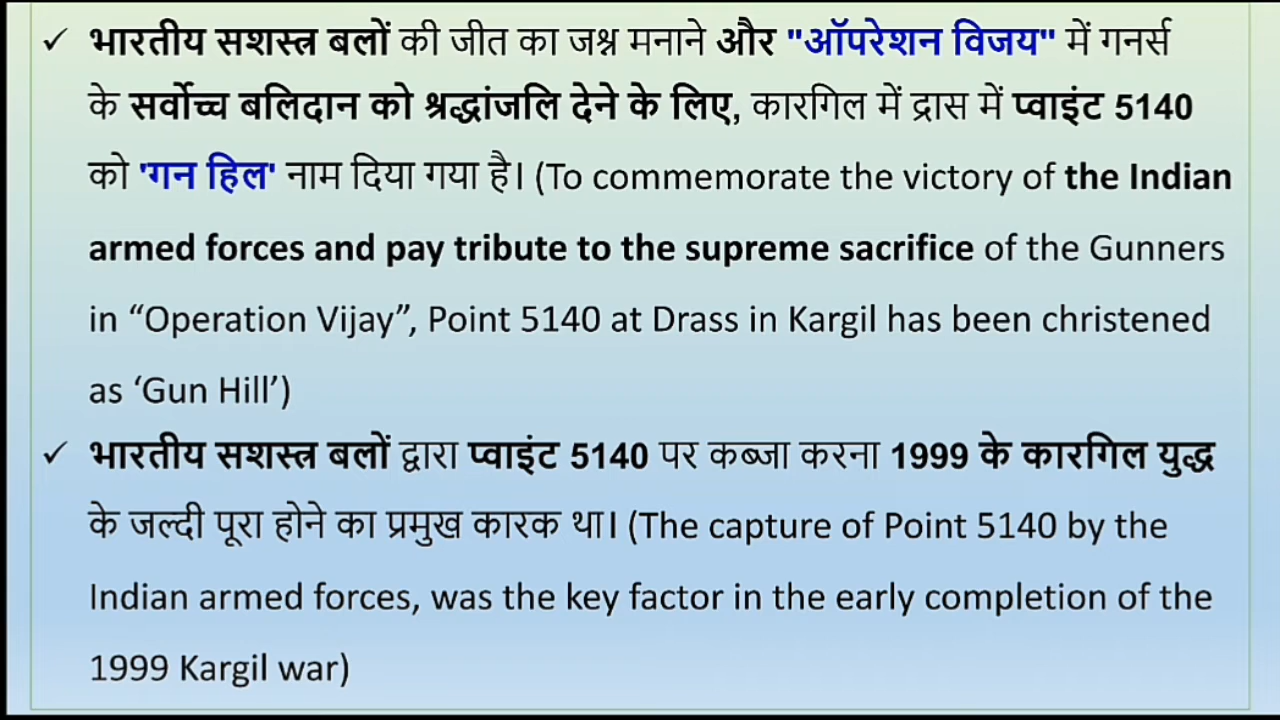 ✓ भारतीय सशस्त्र बलों की जीत का जश्न मनाने और "ऑपरेशन विजय" में गनर्स
के सर्वोच्च बलिदान को श्रद्धांजलि देने के लिए, कारगिल में द्रास में प्वाइंट 5140
को 'गन हिल' नाम दिया गया है। (To commemorate the victory of the Indian
armed forces and pay tribute to the supreme sacrifice of the Gunners
in “Operation Vijay”, Point 5140 at Drass in Kargil has been christened
as ‘Gun Hill’)
✓ भारतीय सशस्त्र बलों द्वारा प्वाइंट 5140 पर कब्जा करना 1999 के कारगिल युद्ध
के जल्दी पूरा होने का प्रमुख कारक था। (The capture of Point 5140 by the
Indian armed forces, was the key factor in the early completion of the
1999 Kargil war)